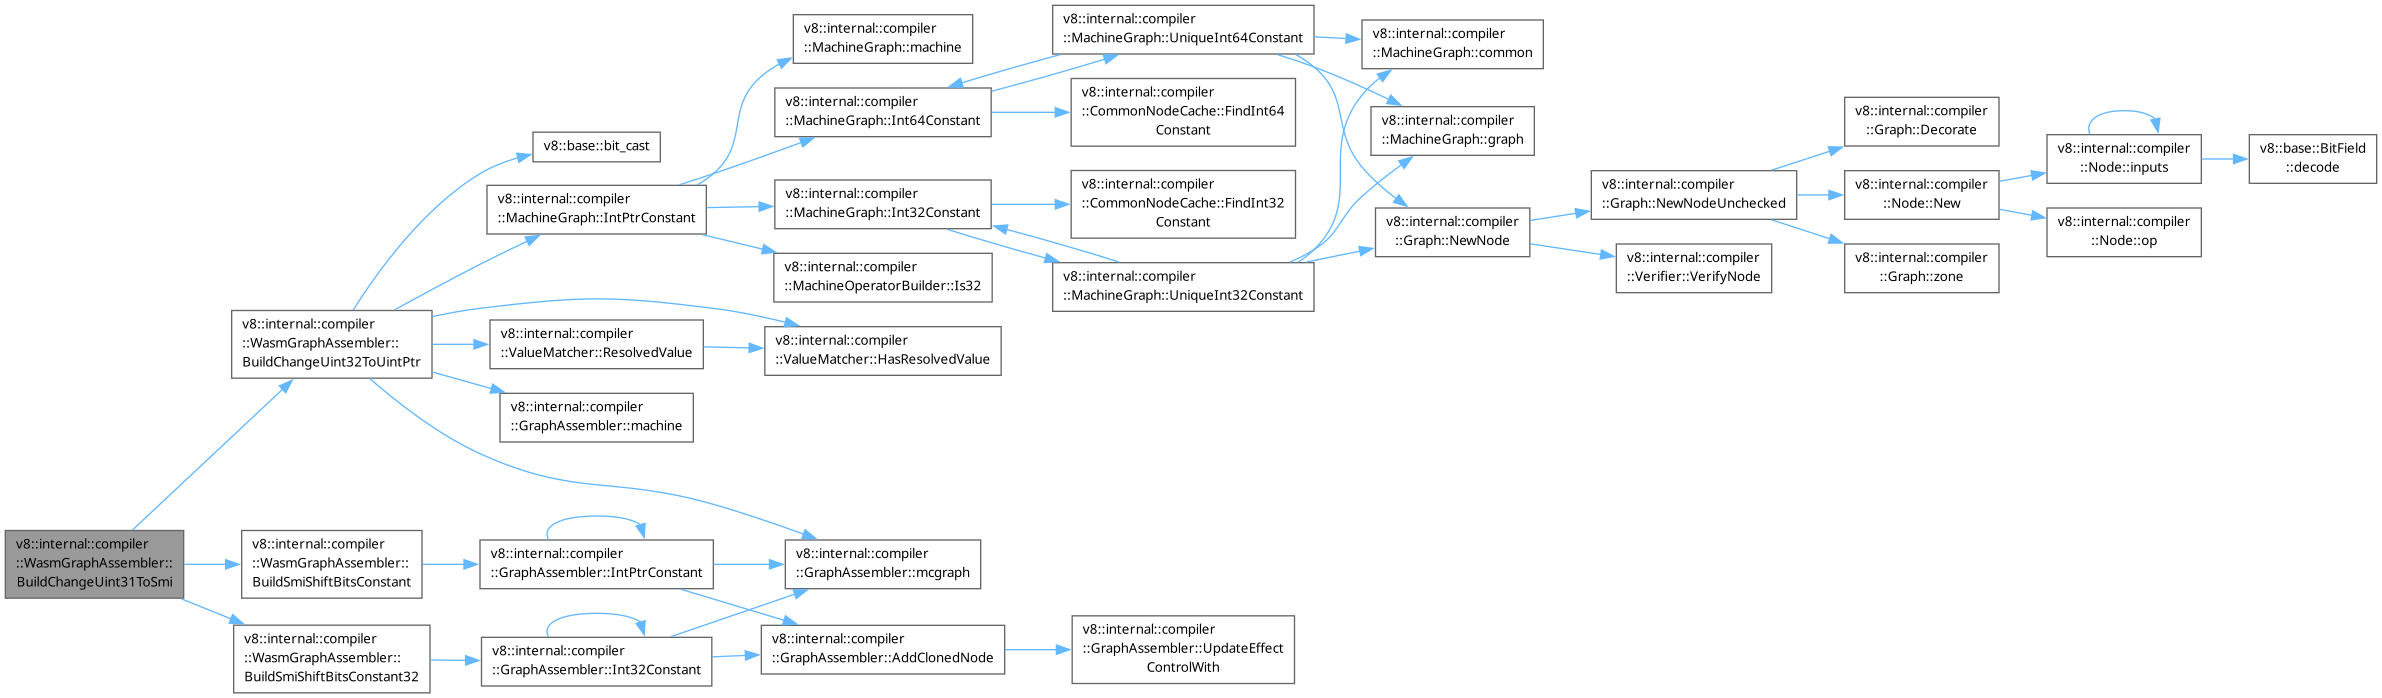 v8::internal::compiler
::WasmGraphAssembler::
BuildChangeUint31ToSmi
v8::internal::compiler
::WasmGraphAssembler::
BuildChangeUint32ToUintPtr
v8::internal::compiler
::WasmGraphAssembler::
BuildSmiShiftBitsConstant
v8::internal::compiler
::WasmGraphAssembler::
BuildSmiShiftBitsConstant32
v8::base::bit_cast
v8::internal::compiler
::MachineGraph::IntPtrConstant
v8::internal::compiler
::ValueMatcher::ResolvedValue
v8::internal::compiler
::GraphAssembler::machine
v8::internal::compiler
::GraphAssembler::IntPtrConstant
v8::internal::compiler
::GraphAssembler::Int32Constant
v8::internal::compiler
::MachineGraph::machine
v8::internal::compiler
::MachineGraph::Int64Constant
v8::internal::compiler
::MachineGraph::Int32Constant
v8::internal::compiler
::MachineOperatorBuilder::Is32
v8::internal::compiler
::ValueMatcher::HasResolvedValue
v8::internal::compiler
::GraphAssembler::mcgraph
v8::internal::compiler
::GraphAssembler::AddClonedNode
v8::internal::compiler
::MachineGraph::UniqueInt64Constant
v8::internal::compiler
::CommonNodeCache::FindInt64
Constant
v8::internal::compiler
::CommonNodeCache::FindInt32
Constant
v8::internal::compiler
::MachineGraph::UniqueInt32Constant
v8::internal::compiler
::GraphAssembler::UpdateEffect
ControlWith
v8::internal::compiler
::MachineGraph::common
v8::internal::compiler
::MachineGraph::graph
v8::internal::compiler
::Graph::NewNode
v8::internal::compiler
::Graph::NewNodeUnchecked
v8::internal::compiler
::Verifier::VerifyNode
v8::internal::compiler
::Graph::Decorate
v8::internal::compiler
::Node::New
v8::internal::compiler
::Graph::zone
v8::internal::compiler
::Node::inputs
v8::internal::compiler
::Node::op
v8::base::BitField
::decode